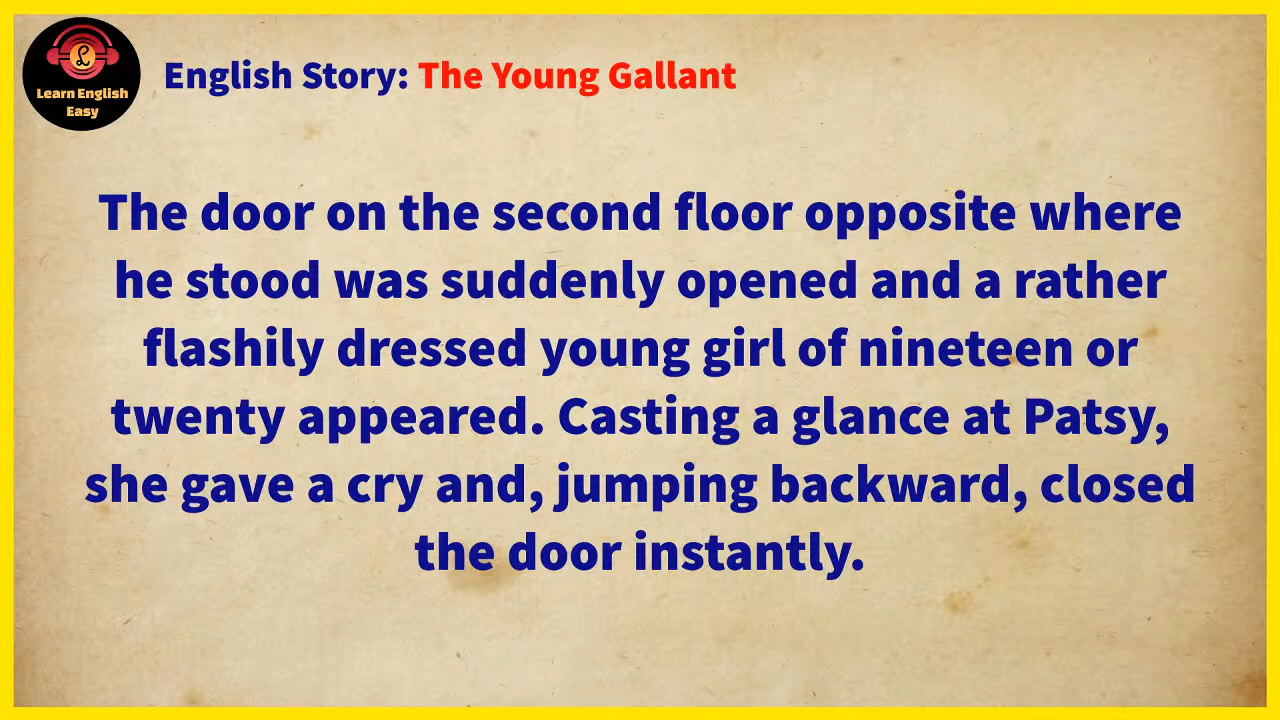 L
Learn English
Easy
English Story: The Young Gallant
The door on the second floor opposite where
he stood was suddenly opened and a rather
flashily dressed young girl of nineteen or
twenty appeared. Casting a glance at Patsy,
she gave a cry and, jumping backward, closed
the door instantly.